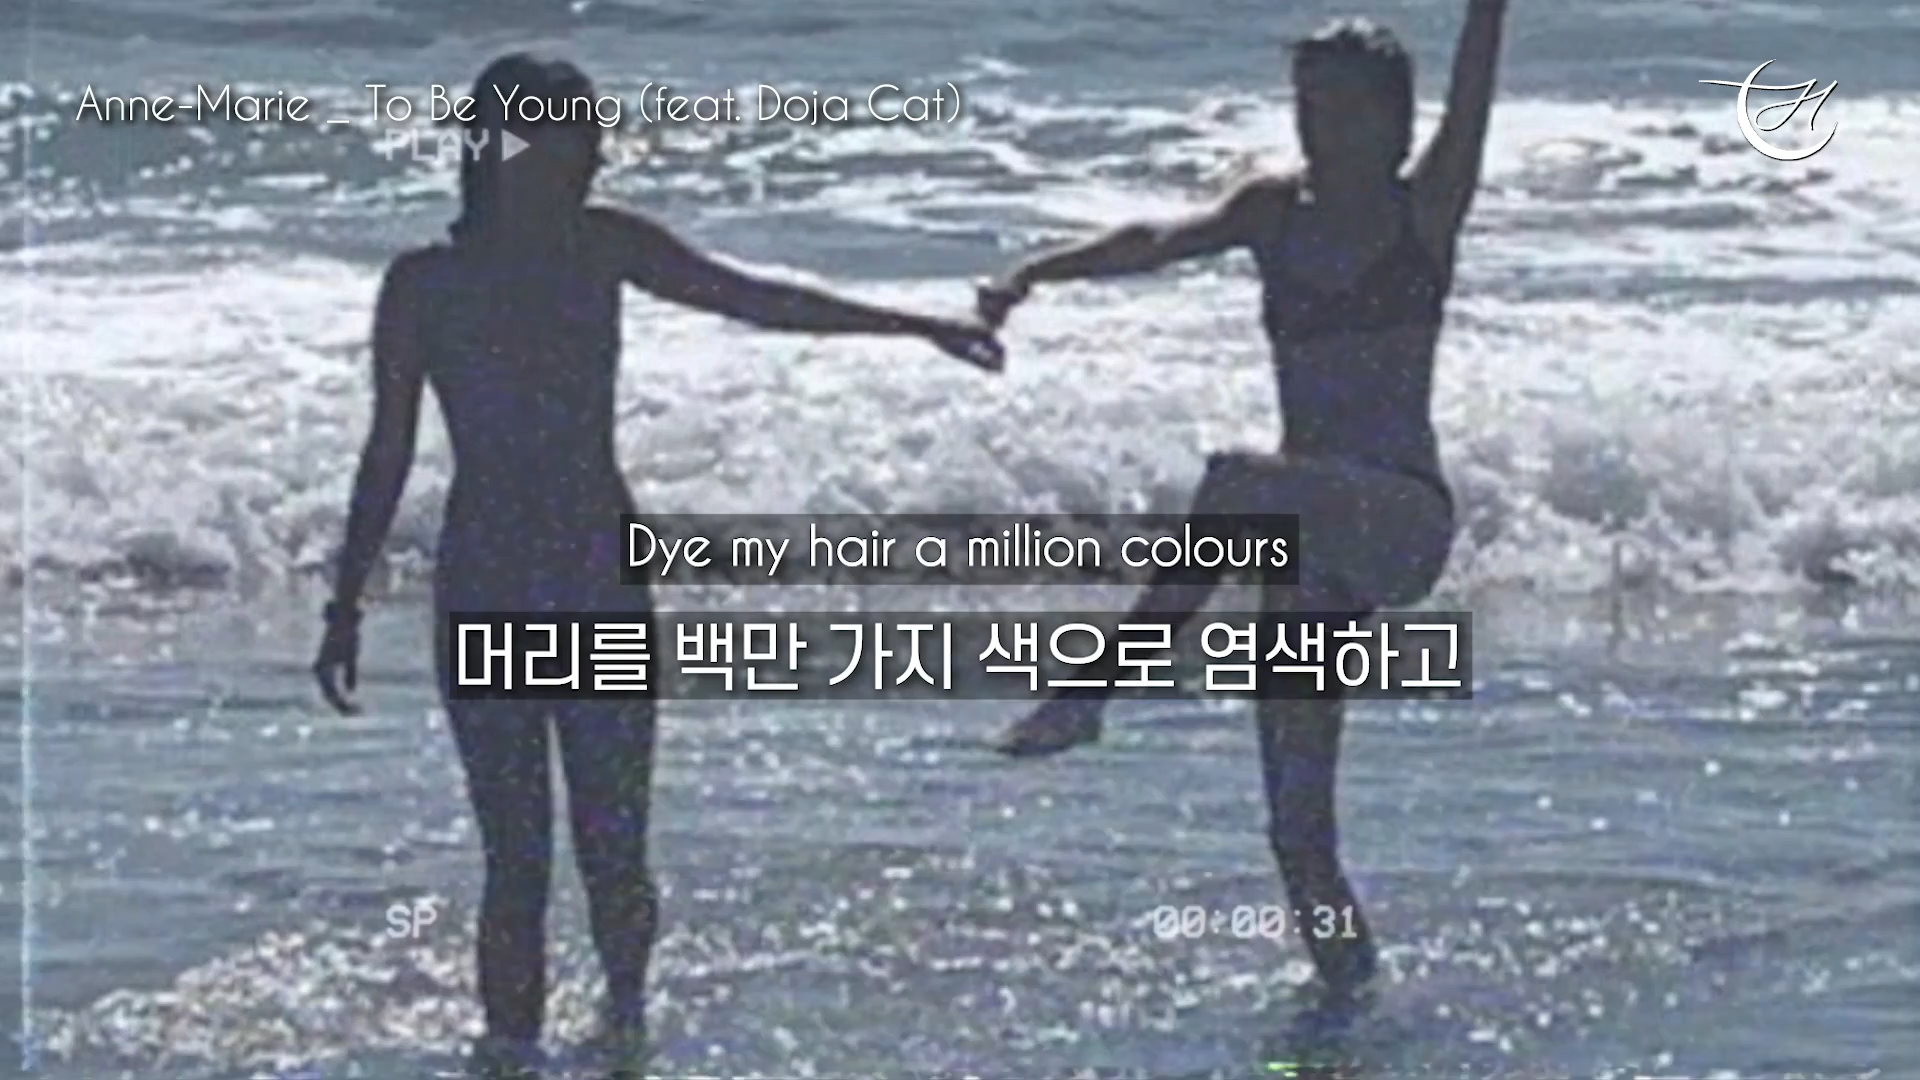 Anne-Marie _ To Be Young (feat. Doja Cat)
PLAY
Dye my hair a million colours
머리를 백만 가지 색으로 염색하고
SP
00:00:31